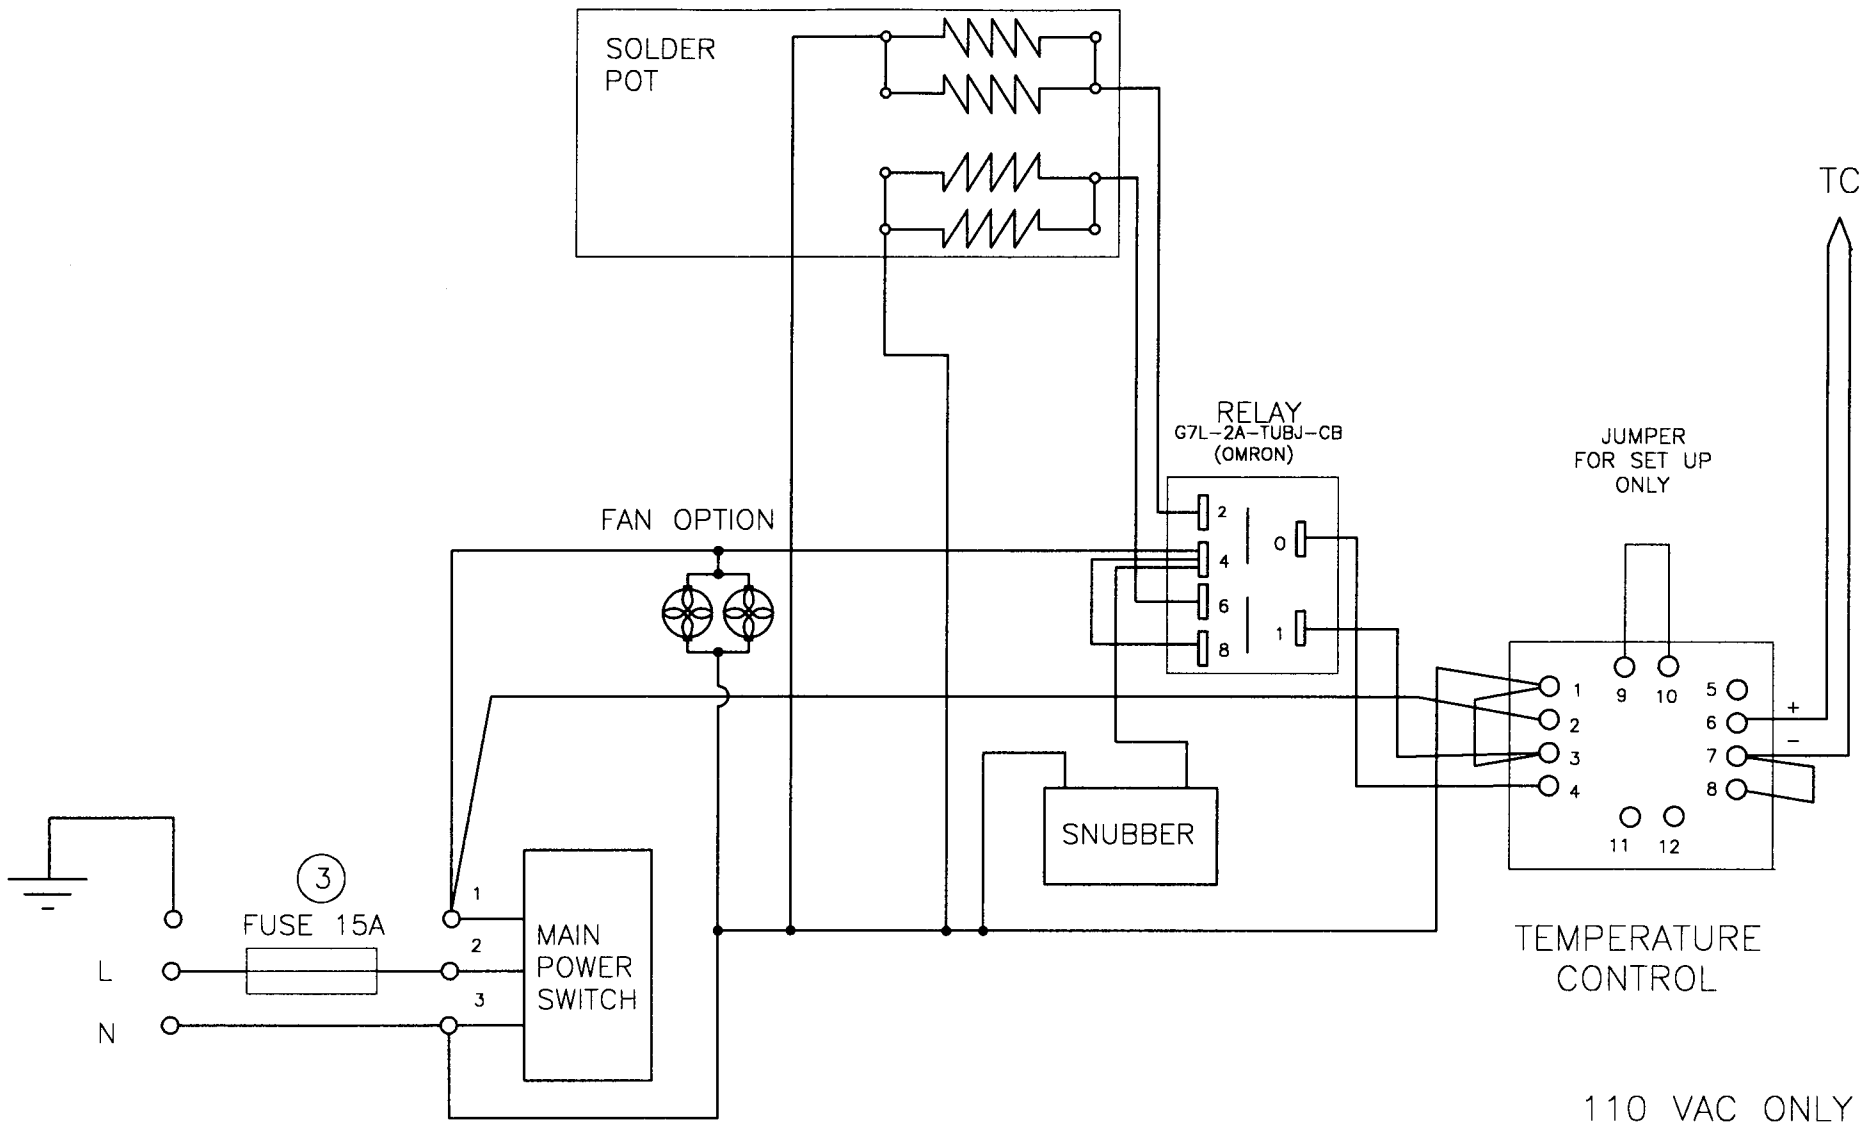 SOLDER
POT
TC
RELAY
G7L-2A-TUBJ-CB
(OMRON)
JUMPER
FOR SET UP
ONLY
FAN OPTION
2
4
6
8
0
1
1
2
3
4
9
10
5
6
7
8
11
12
+
-
SNUBBER
3
FUSE 15A
L
N
1
2
3
MAIN
POWER
SWITCH
TEMPERATURE
CONTROL
110 VAC ONLY